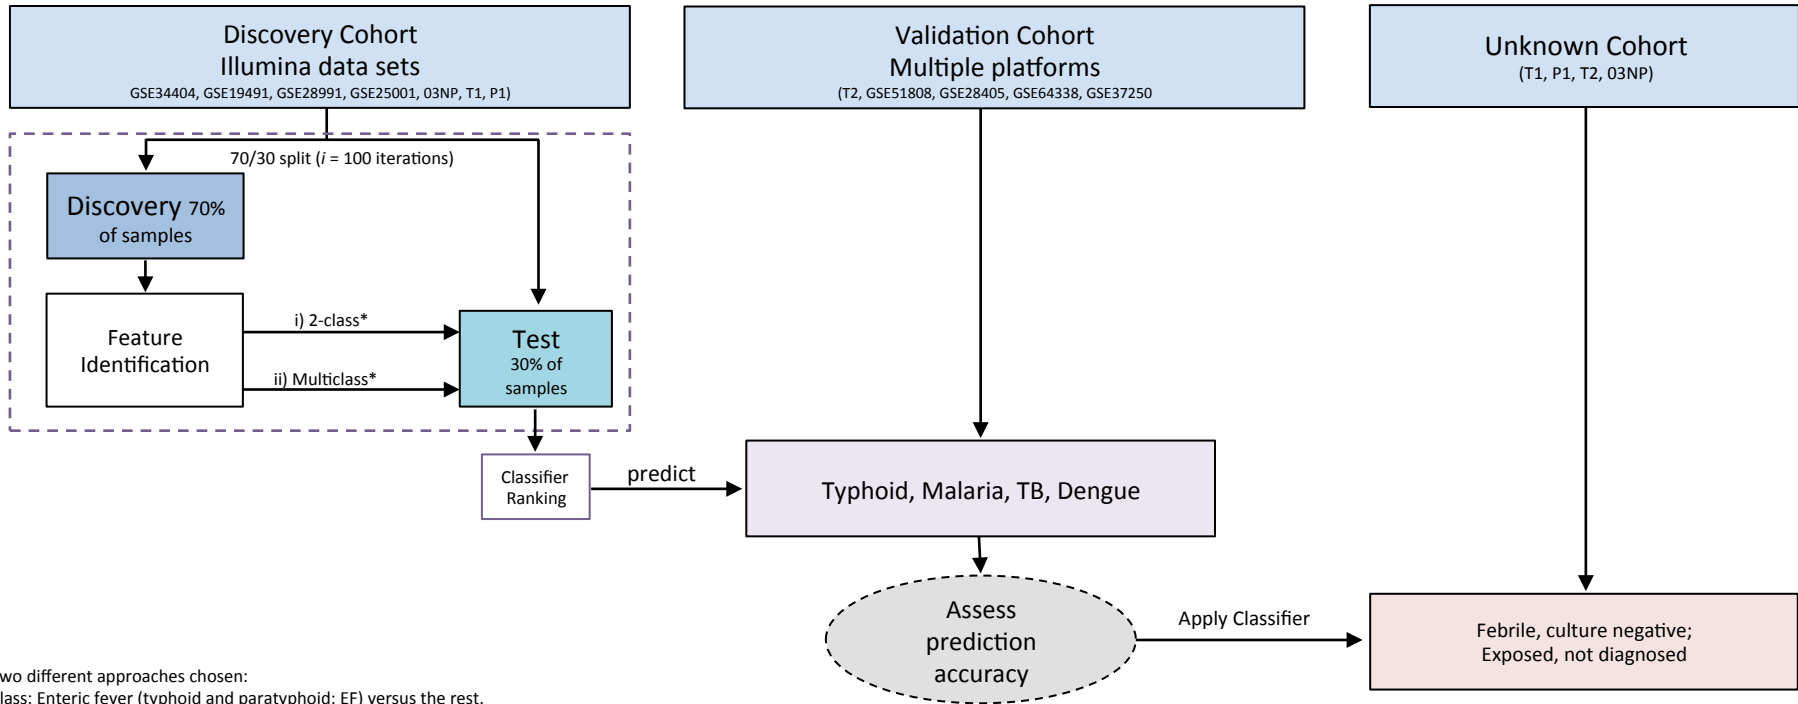 Discovery Cohort
Illumina data sets
GSE34404, GSE19491, GSE28991, GSE25001, 03NP, T1, P1)
70/30 split (i = 100 iterations)
Discovery 70%
of samples
Feature
Identification
i) 2-class*
ii) Multiclass*
Test
30% of
samples
Classifier
Ranking
predict
Validation Cohort
Multiple platforms
(T2, GSE51808, GSE28405, GSE64338, GSE37250
Typhoid, Malaria, TB, Dengue
Assess
prediction
accuracy
Apply Classifier
Unknown Cohort
(T1, P1, T2, 03NP)
Febrile, culture negative;
Exposed, not diagnosed
wo different approaches chosen:
lass: Enteric fever (typhoid and paratyphoid; EF) versus the rest.